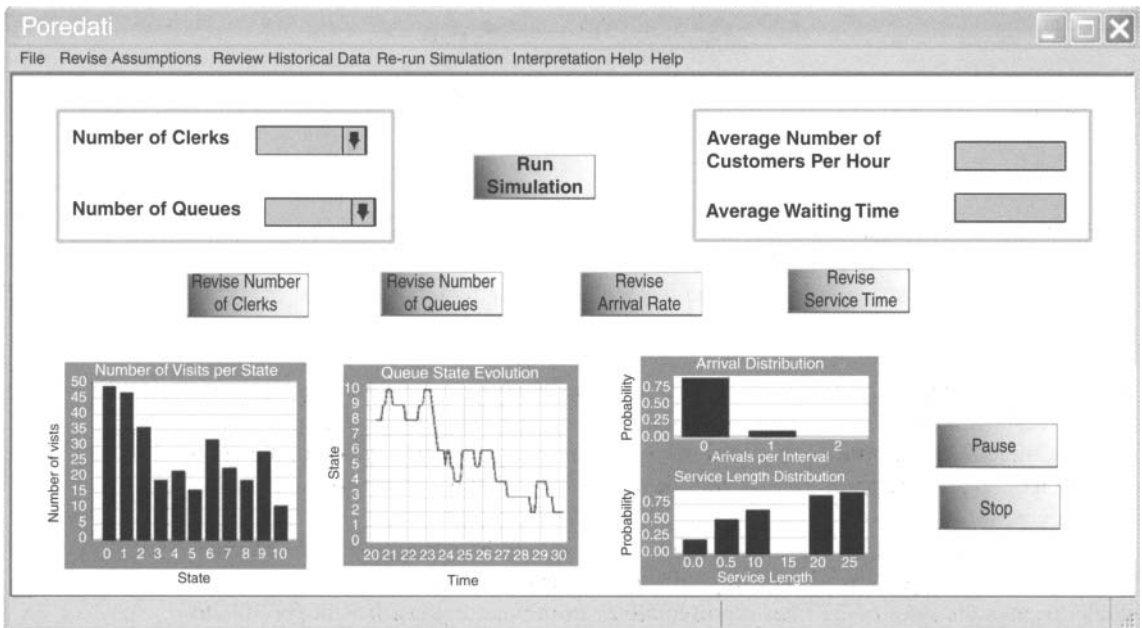 Poredati
File Revise Assumptions Review Historical Data Re-run Simulation Interpretation Help Help
Number of Clerks
Number of Queues
Run
Simulation
Average Number of
Customers Per Hour
Average Waiting Time
Revise Number
of Clerks
Revise Number
of Queues
Revise
Arrival Rate
Revise
Service Time
Number of Visits per State
Number of vists
50
45
40
35
30
25
20
15
10
5
0
0 1 2 3 4 5 6 7 8 9 10
State
Queue State Evolution
State
10
9
8
7
6
5
4
3
2
1
0
20 21 22 23 24 25 26 27 28 29 30
Time
Arrival Distribution
Probability
0.75
0.50
0.25
0.00
0 1 2
Arivals per Interval
Service Length Distribution
Probability
0.75
0.50
0.25
0.00
0.0 0.5 10 15 20 25
Service Length
Pause
Stop